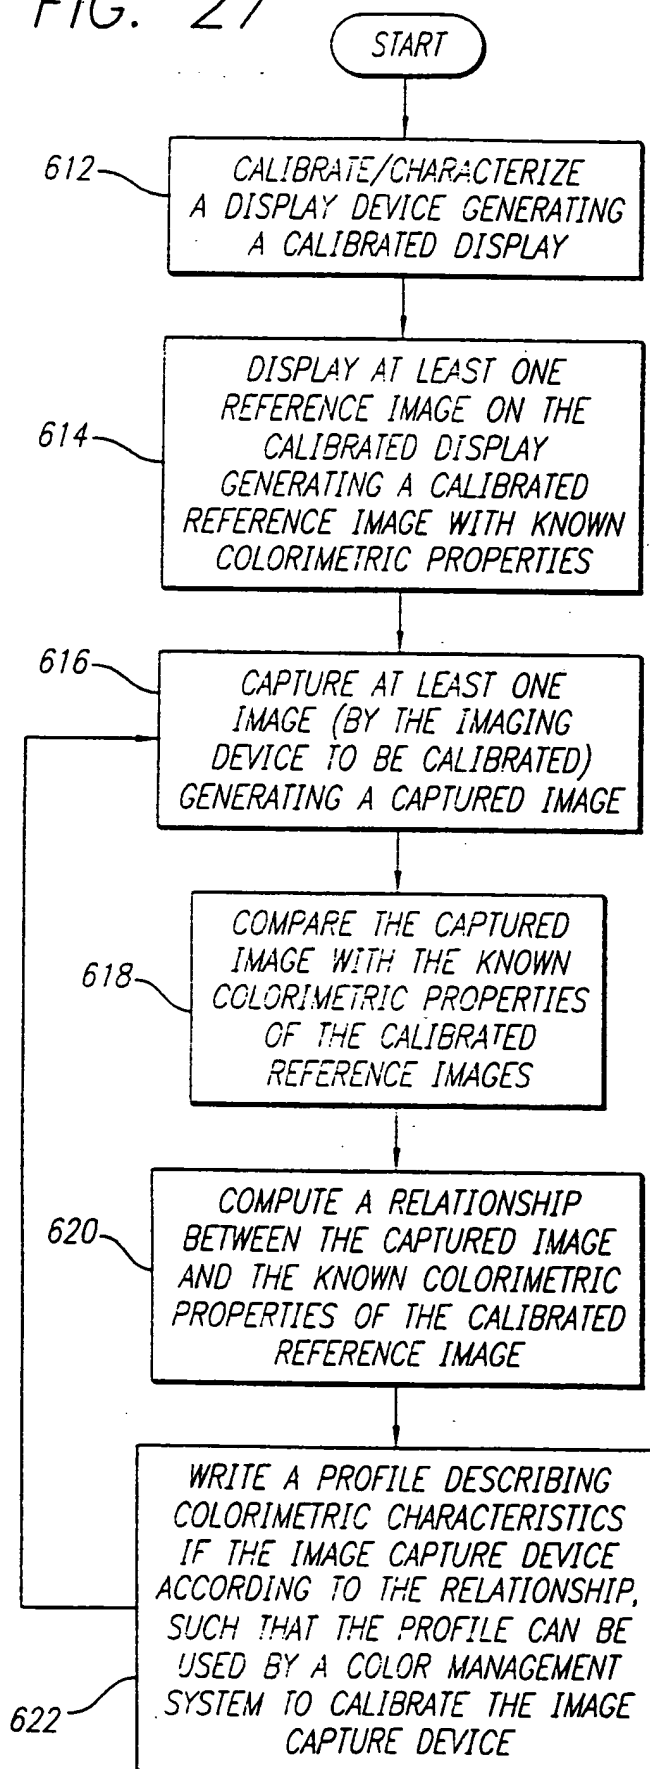 FIG. 27
START
612
CALIBRATE/CHARACTERIZE
A DISPLAY DEVICE GENERATING
A CALIBRATED DISPLAY
614
DISPLAY AT LEAST ONE
REFERENCE IMAGE ON THE
CALIBRATED DISPLAY
GENERATING A CALIBRATED
REFERENCE IMAGE WITH KNOWN
COLORIMETRIC PROPERTIES
616
CAPTURE AT LEAST ONE
IMAGE (BY THE IMAGING
DEVICE TO BE CALIBRATED)
GENERATING A CAPTURED IMAGE
618
COMPARE THE CAPTURED
IMAGE WITH THE KNOWN
COLORIMETRIC PROPERTIES
OF THE CALIBRATED
REFERENCE IMAGES
620
COMPUTE A RELATIONSHIP
BETWEEN THE CAPTURED IMAGE
AND THE KNOWN COLORIMETRIC
PROPERTIES OF THE CALIBRATED
REFERENCE IMAGE
622
WRITE A PROFILE DESCRIBING
COLORIMETRIC CHARACTERISTICS
IF THE IMAGE CAPTURE DEVICE
ACCORDING TO THE RELATIONSHIP,
SUCH THAT THE PROFILE CAN BE
USED BY A COLOR MANAGEMENT
SYSTEM TO CALIBRATE THE IMAGE
CAPTURE DEVICE